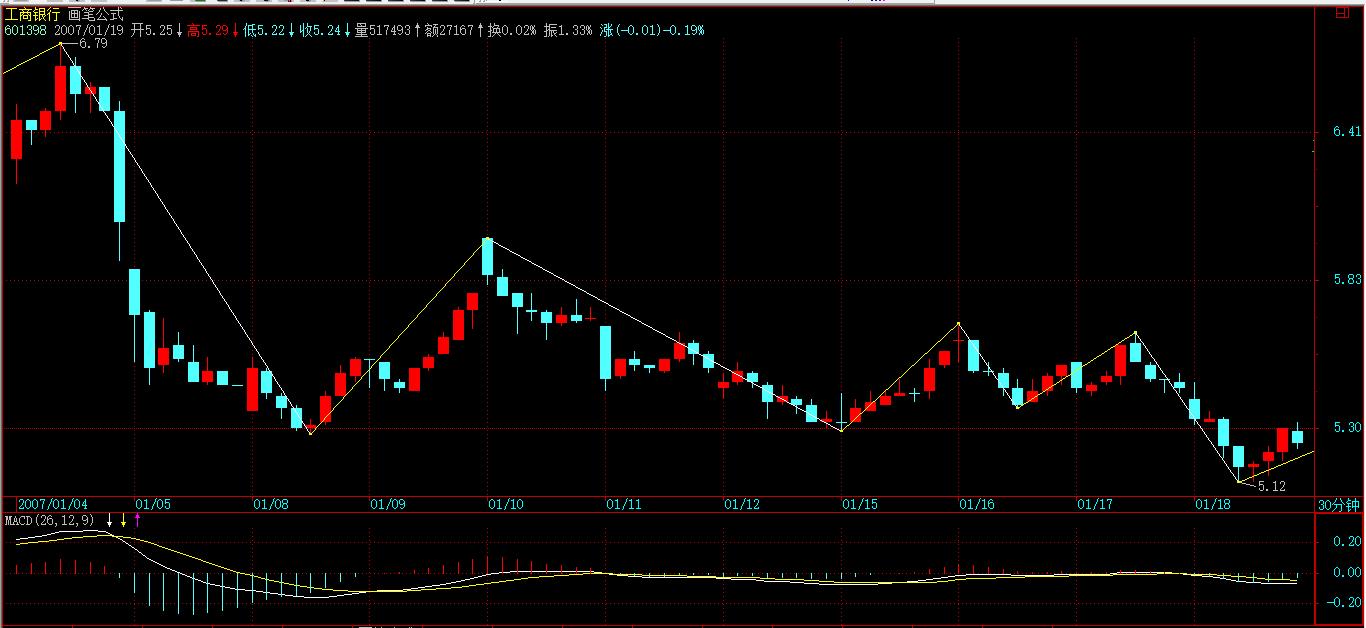 工商银行 画笔公式
601398 2007/01/19 开5.25↓高5.29↓低5.22↓收5.24↓量517493↑额27167↑换0.02% 振1.33% 涨(-0.01)-0.19%
6.79
6.41
5.83
5.30
5.12
2007/01/04 01/05 01/08 01/09 01/10 01/11 01/12 01/15 01/16 01/17 01/18 30分钟
MACD(26,12,9) ↓ ↓ ↑
0.20
0.00
-0.20